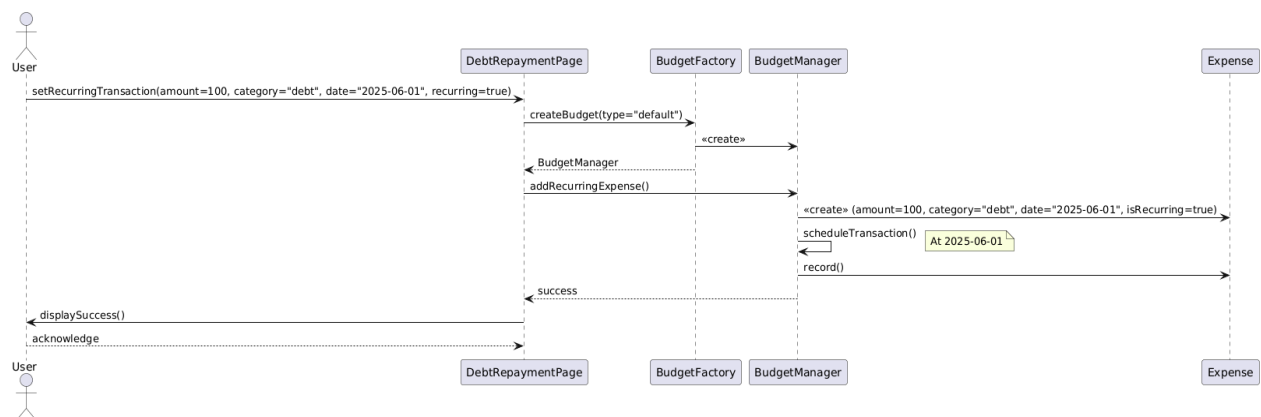 User
DebtRepaymentPage
BudgetFactory
BudgetManager
Expense
setRecurringTransaction(amount=100, category="debt", date="2025-06-01", recurring=true)
createBudget(type="default")
«create»
BudgetManager
addRecurringExpense()
«create» (amount=100, category="debt", date="2025-06-01", isRecurring=true)
scheduleTransaction()
At 2025-06-01
record()
success
displaySuccess()
acknowledge
User
DebtRepaymentPage
BudgetFactory
BudgetManager
Expense